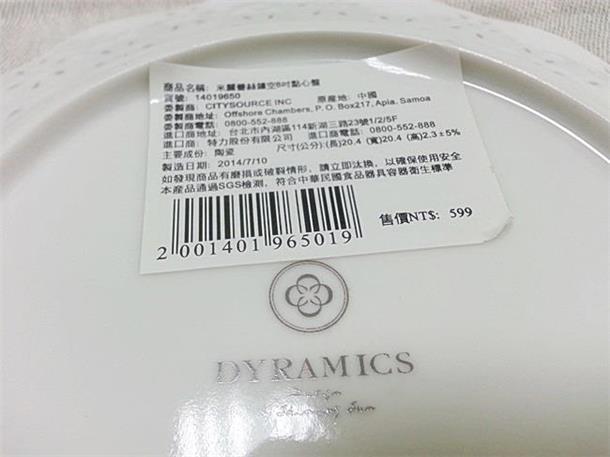 商品名稱: 米蘭蕾絲鏤空8吋點心盤
貨號: 14019650 原產地: 中國
委製商: CITYSOURCE INC
委製商地址: Offshore Chambers, P. O. Box217, Apia, Samoa
委製商電話: 0800-552-888
進口商地址: 台北市內湖區114新湖三路23號1/2/5F
進口商: 特力股份有限公司 進口商電話: 0800-552-888
主要成份: 陶瓷 尺寸(公分):(長)20.4 (寬)20.4 (高)2.3±5%
製造日期: 2014/7/10
如發現商品有磨損或破裂情形, 請立即汰換, 以確保使用安全
本產品通過SGS檢測, 符合中華民國食品器具容器衛生標準
2 001401 965019
售價NT$: 599
DYRAMICS
Design